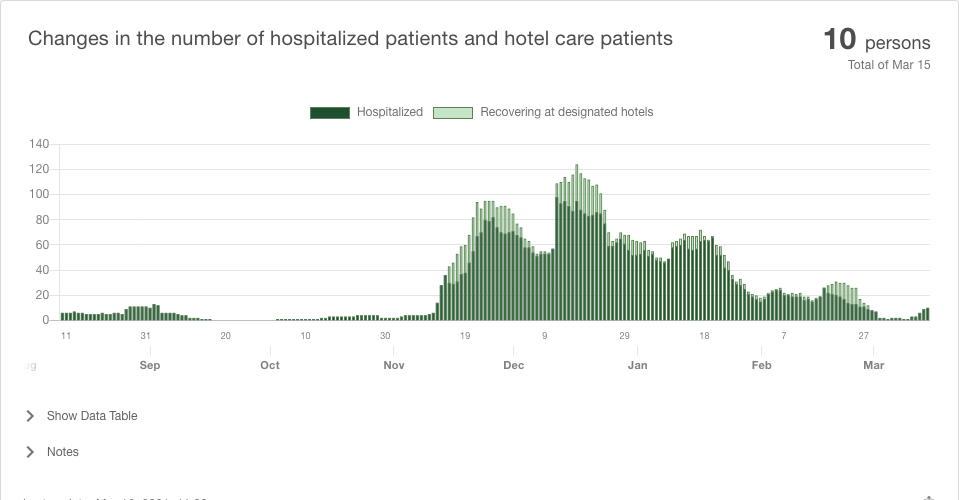 Changes in the number of hospitalized patients and hotel care patients
10 persons
Total of Mar 15
Hospitalized Recovering at designated hotels
140
120
100
80
60
40
20
0
11 31 20 10 30 19 9 29 18 7 27
Sep Oct Nov Dec Jan Feb Mar
Show Data Table
Notes